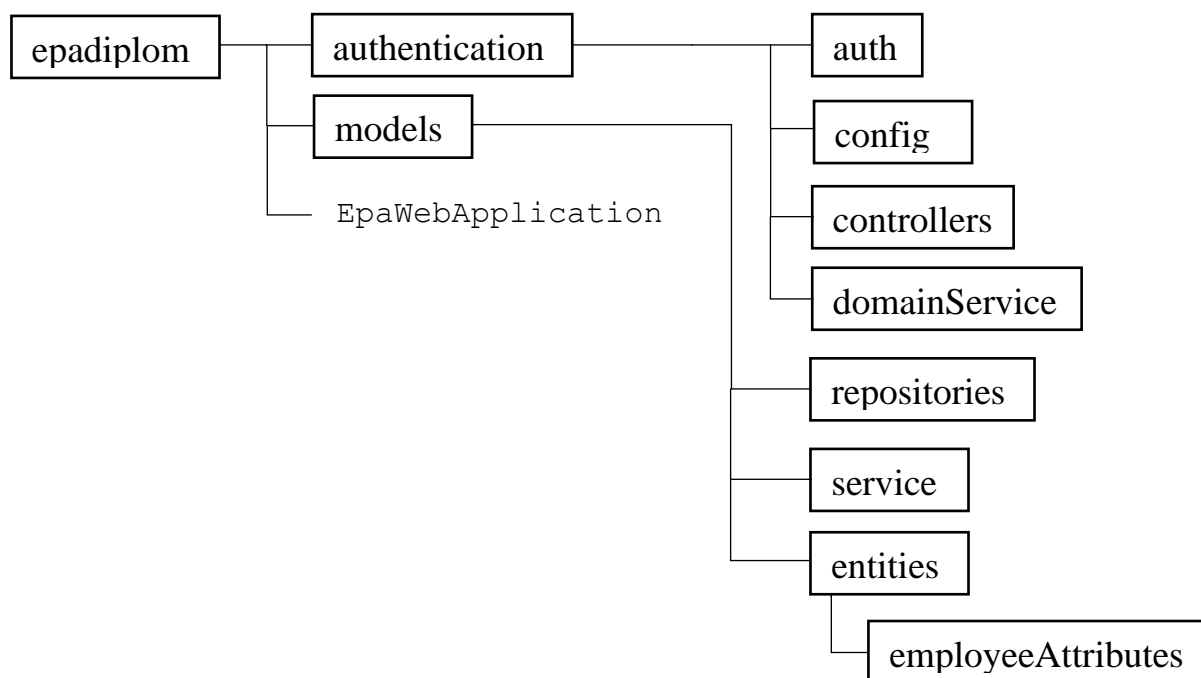 epadiplom
authentication
auth
models
config
EpaWebApplication
controllers
domainService
repositories
service
entities
employeeAttributes